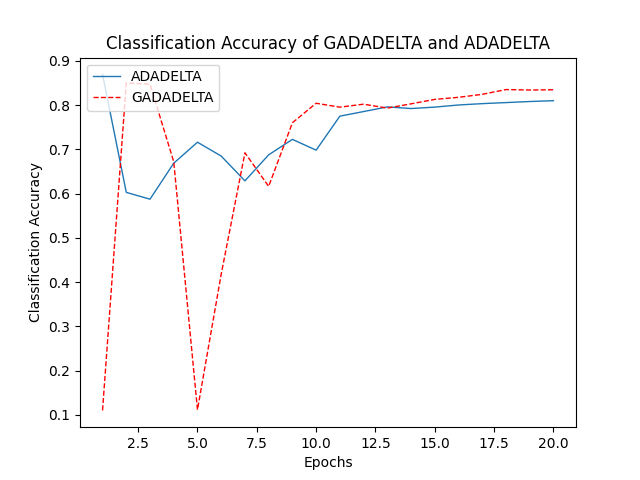 Classification Accuracy of GADADELTA and ADADELTA
ADADELTA
GADADELTA
Classification Accuracy
0.9
0.8
0.7
0.6
0.5
0.4
0.3
0.2
0.1
2.5 5.0 7.5 10.0 12.5 15.0 17.5 20.0
Epochs